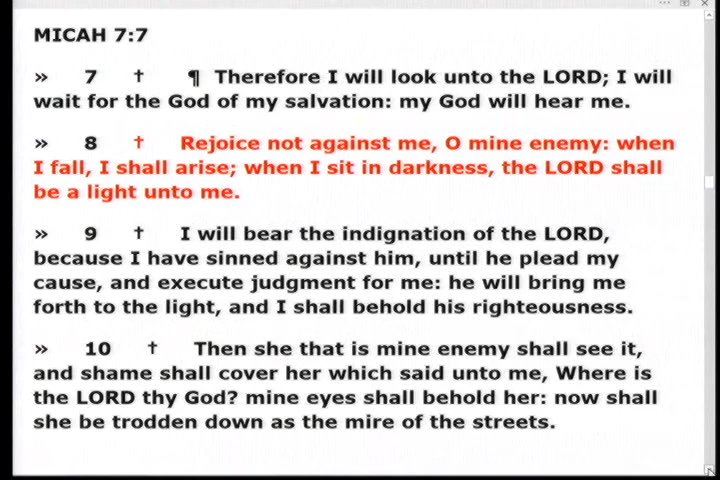 MICAH 7:7
» 7 † ¶ Therefore I will look unto the LORD; I will
wait for the God of my salvation: my God will hear me.
» 8 † Rejoice not against me, O mine enemy: when
I fall, I shall arise; when I sit in darkness, the LORD shall
be a light unto me.
» 9 † I will bear the indignation of the LORD,
because I have sinned against him, until he plead my
cause, and execute judgment for me: he will bring me
forth to the light, and I shall behold his righteousness.
» 10 † Then she that is mine enemy shall see it,
and shame shall cover her which said unto me, Where is
the LORD thy God? mine eyes shall behold her: now shall
she be trodden down as the mire of the streets.